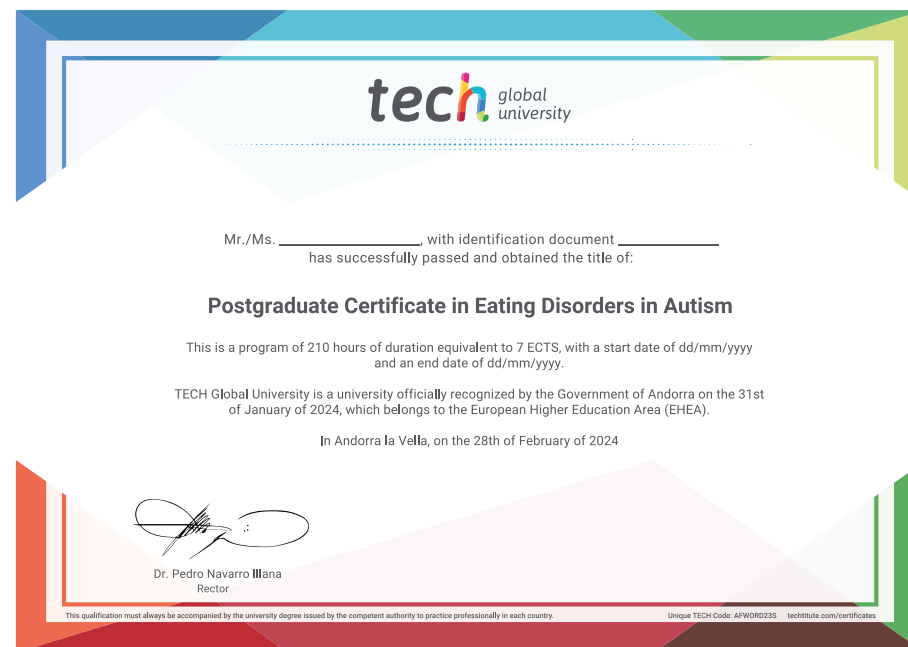 tech global
university
Mr./Ms. ____________, with identification document ____________
has successfully passed and obtained the title of:
Postgraduate Certificate in Eating Disorders in Autism
This is a program of 210 hours of duration equivalent to 7 ECTS, with a start date of dd/mm/yyyy
and an end date of dd/mm/yyyy.
TECH Global University is a university officially recognized by the Government of Andorra on the 31st
of January of 2024, which belongs to the European Higher Education Area (EHEA).
In Andorra la Vella, on the 28th of February of 2024
Dr. Pedro Navarro Illana
Rector
This qualification must always be accompanied by the university degree issued by the competent authority to practice professionally in each country. Unique TECH Code: AFWORD23S techtitute.com/certificates